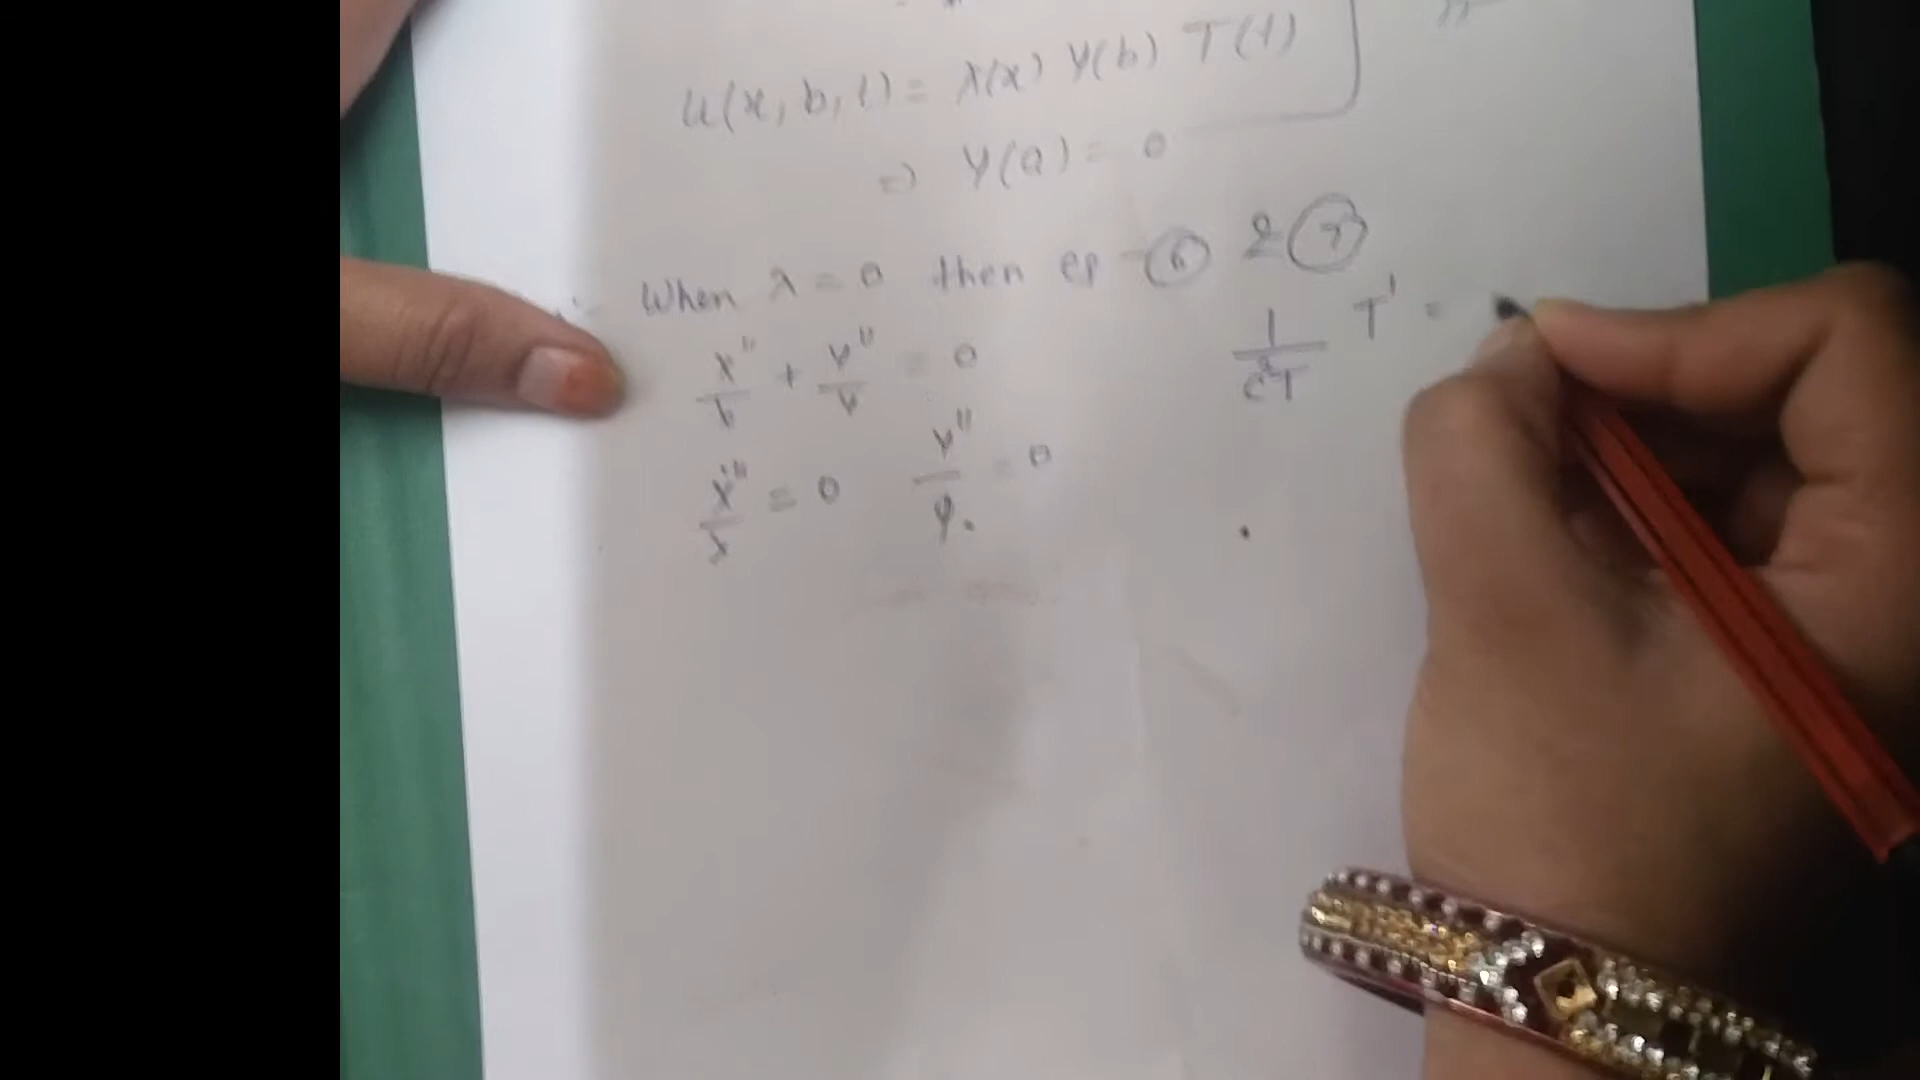 u(x, b, t) = X(x) Y(b) T(t)
⇒ Y(a) = 0
When λ = 0 then eq - ⑥ & ⑦
X''/X + Y''/Y = 0    1/c²T T' =
X''/X = 0    Y''/Y = 0